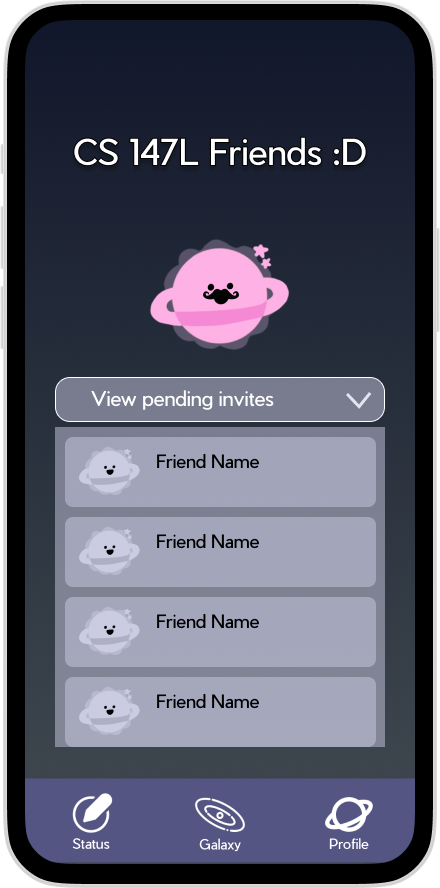 CS 147L Friends :D
View pending invites
Friend Name
Friend Name
Friend Name
Friend Name
Status
Galaxy
Profile